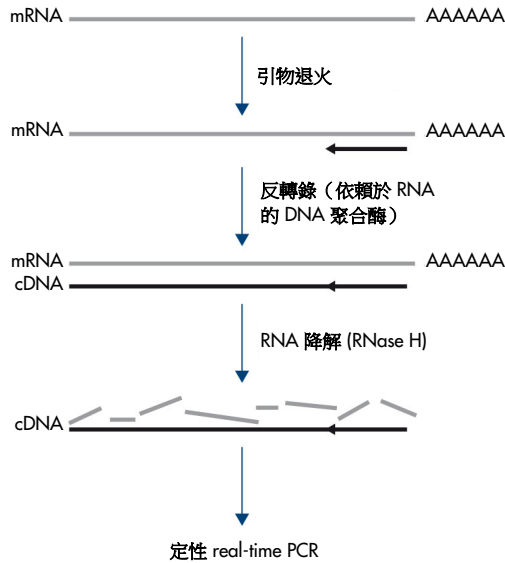 mRNA AAAAAA
引物退火
mRNA AAAAAA
反轉錄（依賴於 RNA
的 DNA 聚合酶）
mRNA AAAAAA
cDNA
RNA 降解 (RNase H)
cDNA
定性 real-time PCR